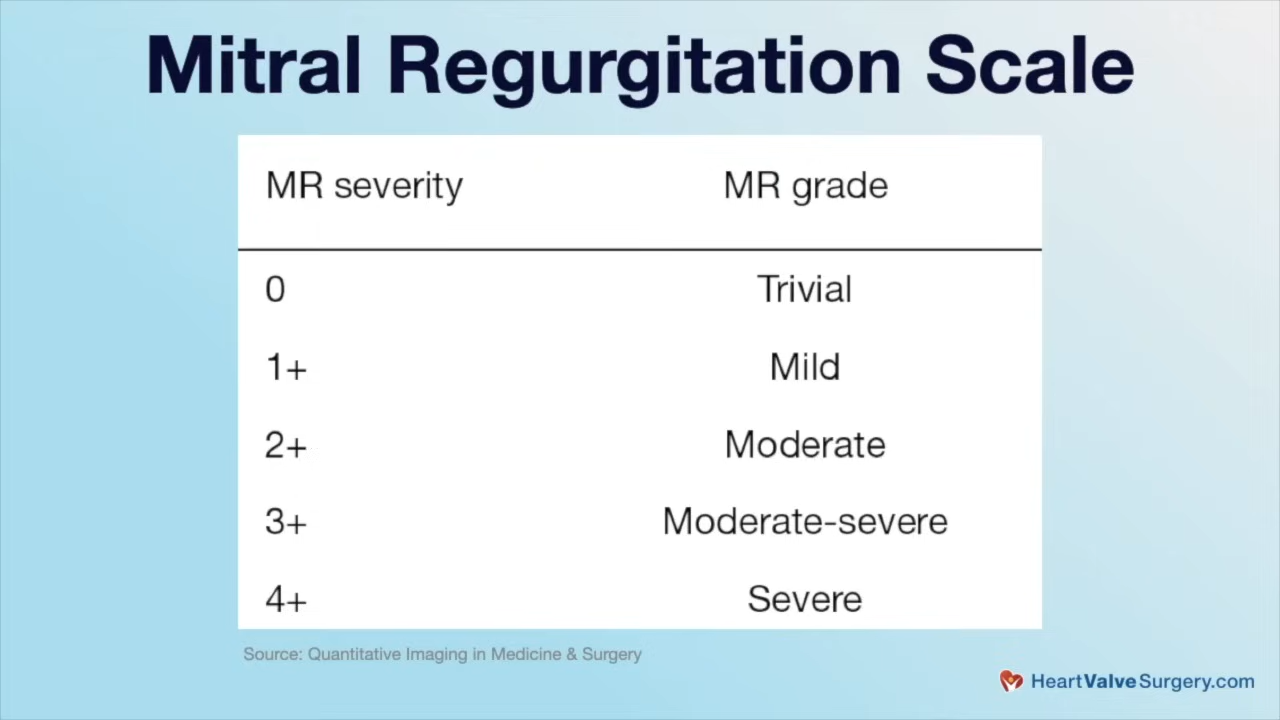 Mitral Regurgitation Scale
MR severity MR grade
0 Trivial
1+ Mild
2+ Moderate
3+ Moderate-severe
4+ Severe
Source: Quantitative Imaging in Medicine & Surgery
HeartValveSurgery.com